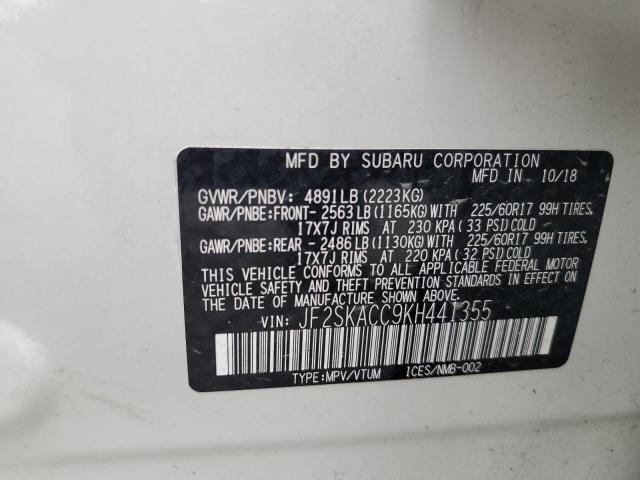 MFD BY SUBARU CORPORATION
MFD IN 10/18
GVWR/PNBV: 4891LB(2223KG)
GAWR/PNBE:FRONT- 2563LB(1165KG)WITH 225/60R17 99H TIRES,
17X7J RIMS AT 230 KPA(33 PSI)COLD
GAWR/PNBE:REAR - 2486LB(1130KG)WITH 225/60R17 99H TIRES,
17X7J RIMS AT 220 KPA(32 PSI)COLD
THIS VEHICLE CONFORMS TO ALL APPLICABLE FEDERAL MOTOR
VEHICLE SAFETY AND THEFT PREVENTION STANDARDS IN EFFECT
ON THE DATE OF MANUFACTURE SHOWN ABOVE.
VIN: JF2SKACC9KH441355
TYPE:MPV/VTUM ICES/NMB-002